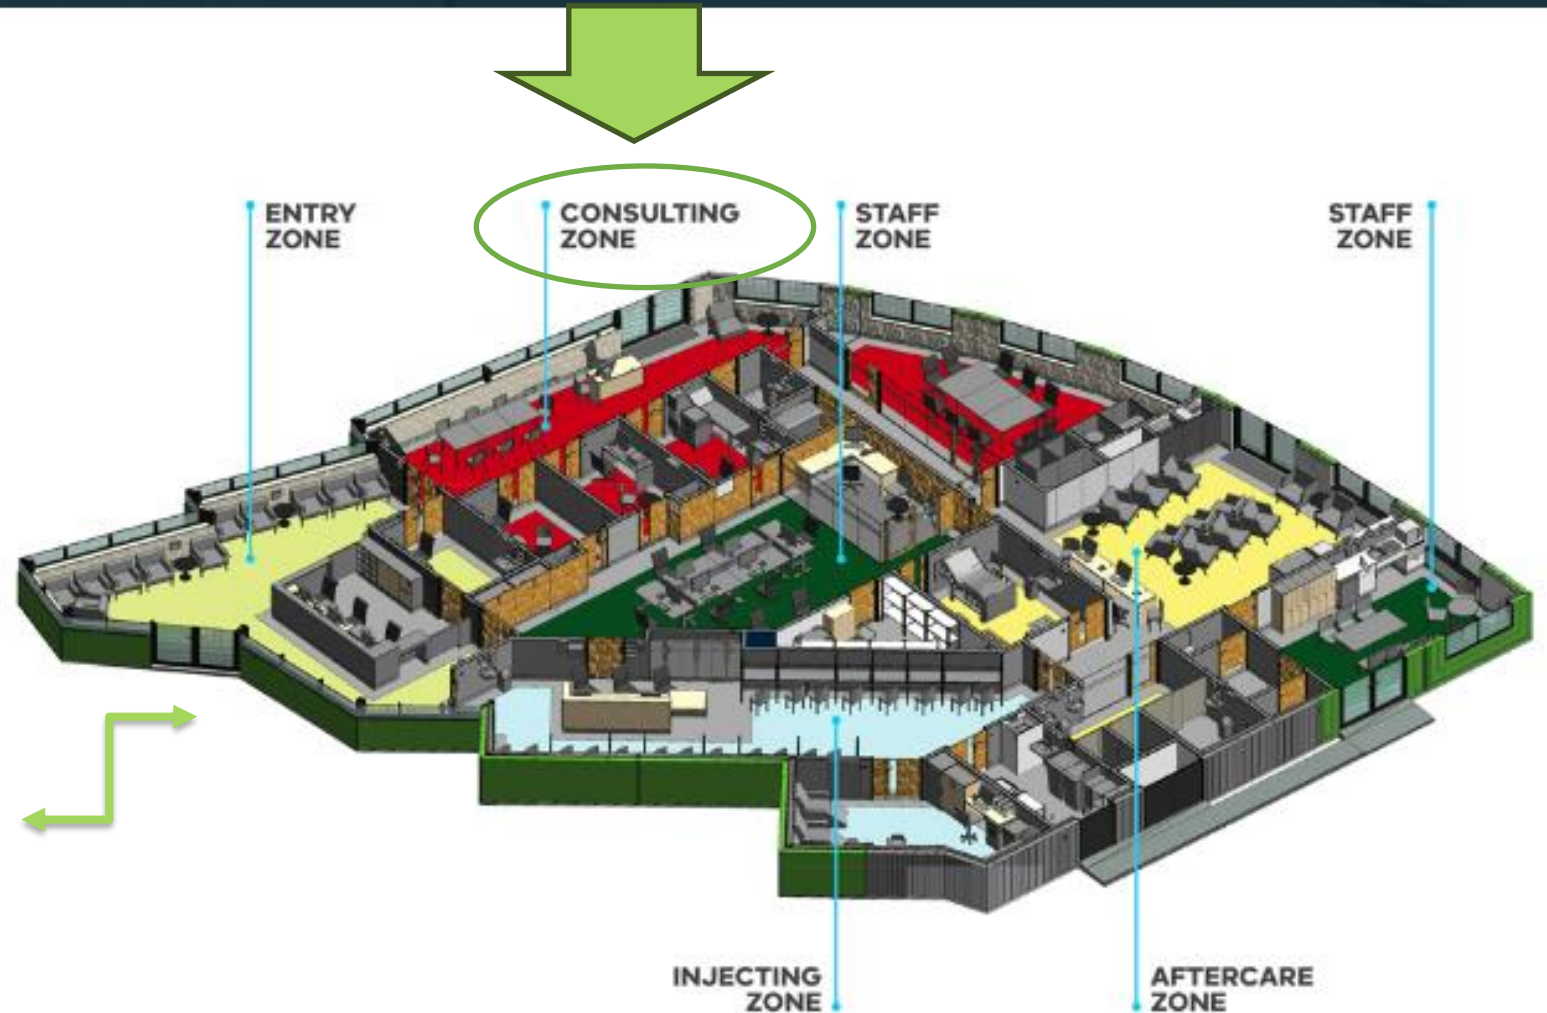 ENTRY
ZONE
CONSULTING
ZONE
STAFF
ZONE
STAFF
ZONE
INJECTING
ZONE
AFTERCARE
ZONE